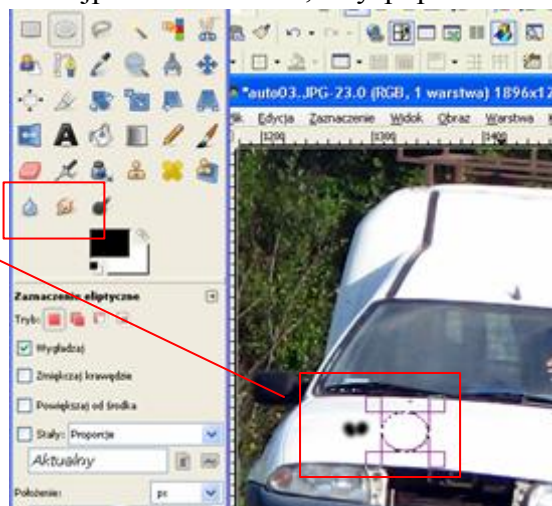 *auto03.JPG-23.0 (RGB, 1 warstwa) 1896x12
Edycja Zaznaczenie Widok Obraz Warstwa
1200 1300 1400
A
Zaznaczenie eliptyczne
Tryb:
Wygładzaj
Zmiękczaj krawędzie
Powiększaj od środka
Stały: Proporcje
Aktualny
Położenie: px